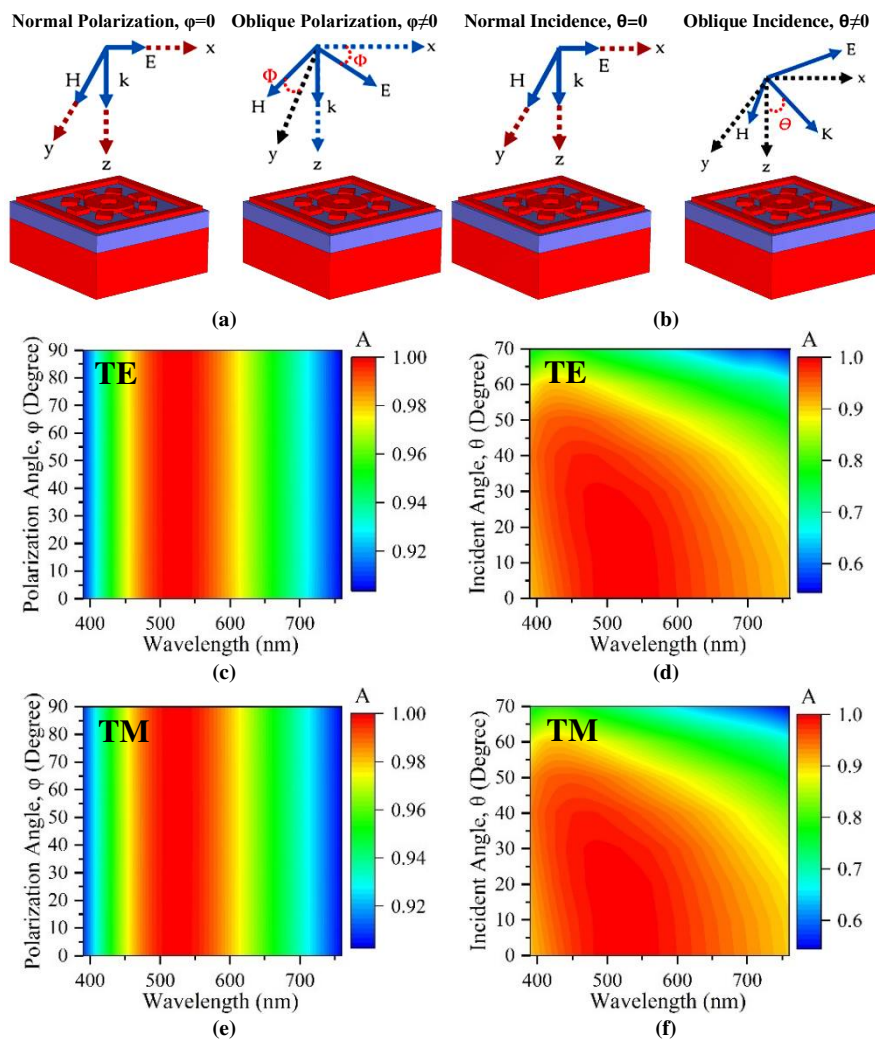 Normal Polarization, φ=0
Oblique Polarization, φ≠0
Normal Incidence, θ=0
Oblique Incidence, θ≠0
x
E
H
k
y
z
x
Φ
Φ
H
k
E
y
z
x
E
H
k
y
z
E
x
H
Θ
K
y
z
(a)
(b)
TE
Polarization Angle, φ (Degree)
90
80
70
60
50
40
30
20
10
0
400
500
600
700
Wavelength (nm)
A
1.00
0.98
0.96
0.94
0.92
(c)
TE
Incident Angle, θ (Degree)
70
60
50
40
30
20
10
0
400
500
600
700
Wavelength (nm)
A
1.0
0.9
0.8
0.7
0.6
(d)
TM
Polarization Angle, φ (Degree)
90
80
70
60
50
40
30
20
10
0
400
500
600
700
Wavelength (nm)
A
1.00
0.98
0.96
0.94
0.92
(e)
TM
Incident Angle, θ (Degree)
70
60
50
40
30
20
10
0
400
500
600
700
Wavelength (nm)
A
1.0
0.9
0.8
0.7
0.6
(f)